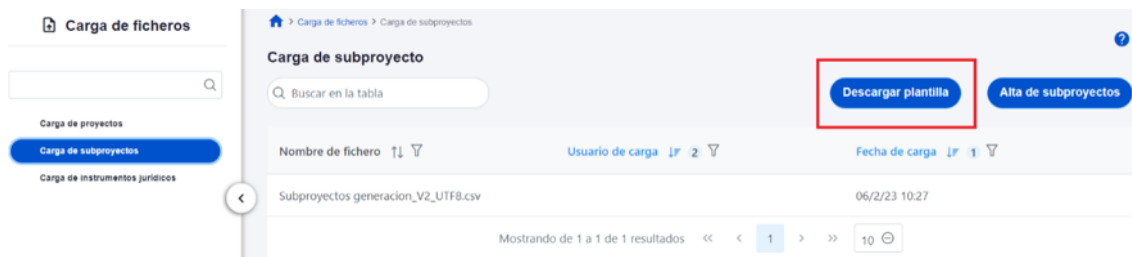 Carga de ficheros
Carga de proyectos
Carga de subproyectos
Carga de instrumentos jurídicos
> Carga de ficheros > Carga de subproyectos
?
Carga de subproyecto
Buscar en la tabla
Descargar plantilla
Alta de subproyectos
Nombre de fichero Usuario de carga 2 Fecha de carga 1
Subproyectos generacion_V2_UTF8.csv 06/2/23 10:27
Mostrando de 1 a 1 de 1 resultados << < 1 > >> 10